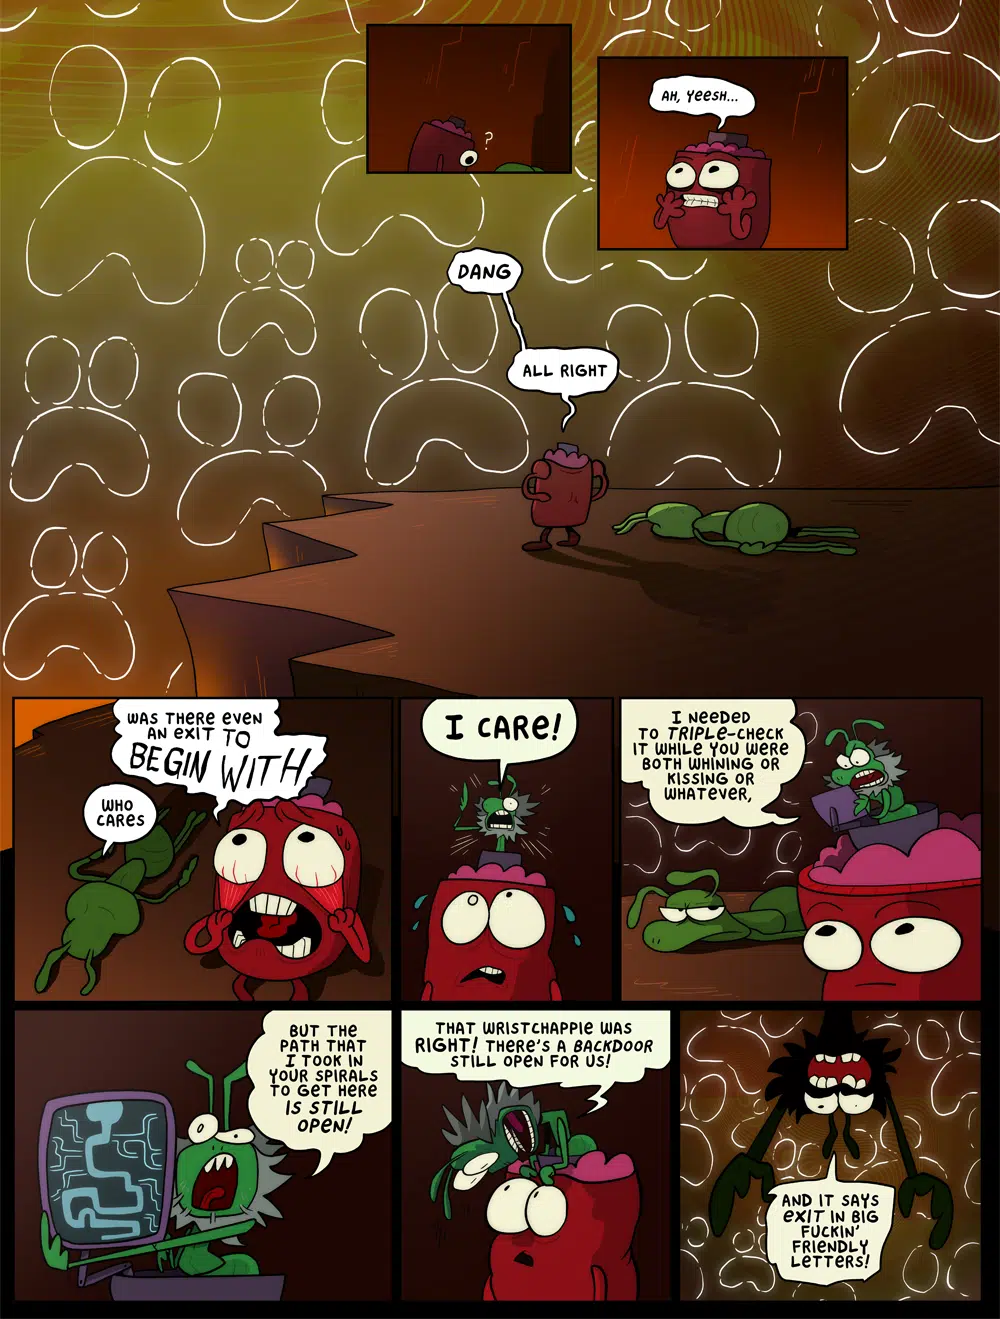 ?
AH, YEESH...
DANG
ALL RIGHT
WAS THERE EVEN
AN EXIT TO
BEGIN WITH
WHO
CARES
I CARE!
I NEEDED
TO TRIPLE-CHECK
IT WHILE YOU WERE
BOTH WHINING OR
KISSING OR
WHATEVER,
BUT THE
PATH THAT
I TOOK IN
YOUR SPIRALS
TO GET HERE
IS STILL
OPEN!
THAT WRISTCHAPPIE WAS
RIGHT! THERE'S A BACKDOOR
STILL OPEN FOR US!
AND IT SAYS
EXIT IN BIG
FUCKIN'
FRIENDLY
LETTERS!